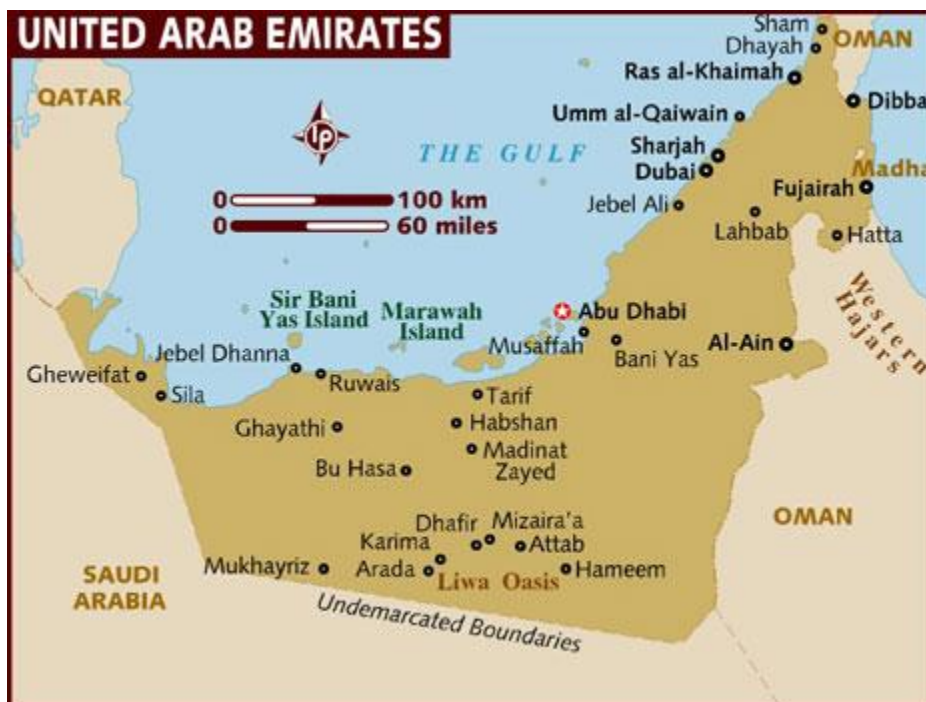 UNITED ARAB EMIRATES
Sham
OMAN
Dhayah
QATAR
Ras al-Khaimah
Dibba
Umm al-Qaiwain
lp
THE GULF
Sharjah
Dubai
Madha
Fujairah
0 100 km
0 60 miles
Jebel Ali
Lahbab
Hatta
Sir Bani
Yas Island
Marawah
Island
Abu Dhabi
Western
Hajars
Musaffah
Bani Yas
Al-Ain
Jebel Dhanna
Gheweifat
Ruwais
Sila
Tarif
Ghayathi
Habshan
Madinat
Zayed
Bu Hasa
OMAN
Dhafir
Mizaira'a
Karima
Attab
Mukhayriz
Arada
Hameem
Liwa Oasis
SAUDI
ARABIA
Undemarcated Boundaries